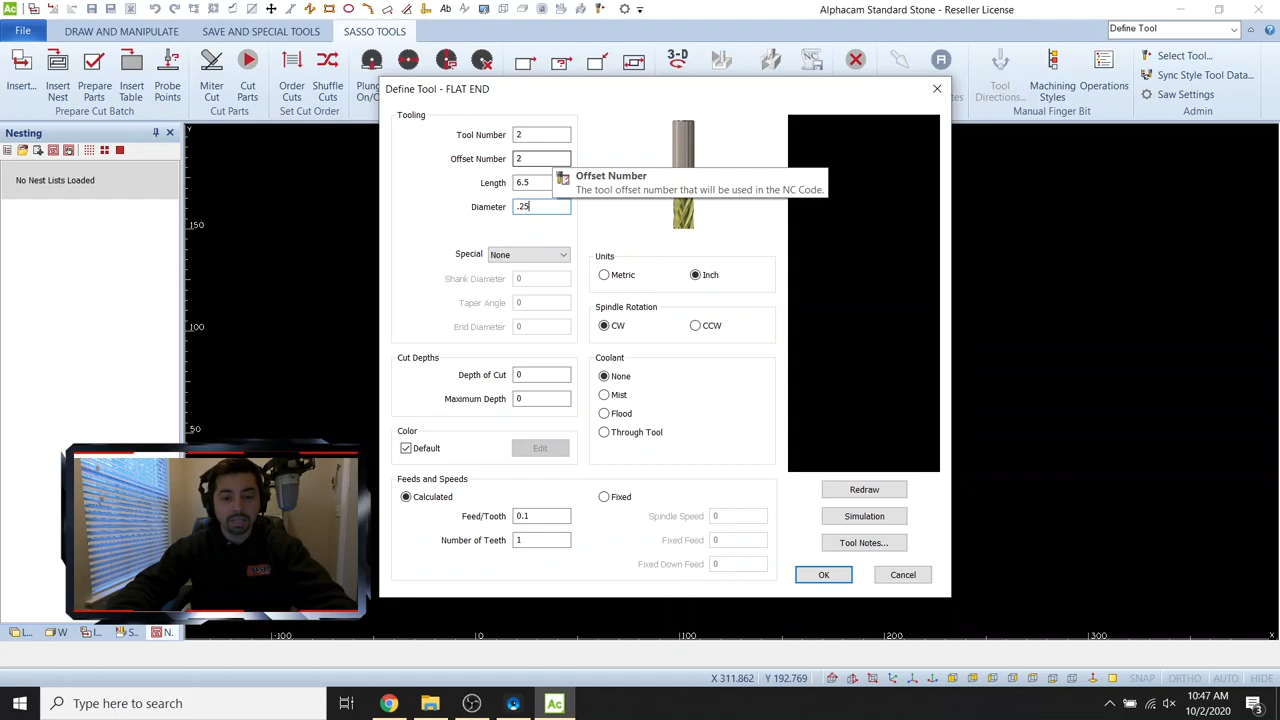 Alphacam Standard Stone - Reseller License
File
DRAW AND MANIPULATE
SAVE AND SPECIAL TOOLS
SASSO TOOLS
Define Tool
Insert...
Insert Nest
Prepare Parts
Insert Table
Probe Points
Prepare Cut Batch
Miter Cut
Cut Parts
Cut Parts
Order Cuts
Shuffle Cuts
Set Cut Order
3-D
NC
Tool Directions...
Machining Styles
Operations
Manual Finger Bit
Select Tool...
Sync Style Tool Data...
Saw Settings
Admin
Nesting
No Nest Lists Loaded
Define Tool - FLAT END
Tooling
Tool Number 2
Offset Number 2
Length 6.5
Diameter .25
Offset Number
The tool offset number that will be used in the NC Code.
Special None
Shank Diameter 0
Taper Angle 0
End Diameter 0
Cut Depths
Depth of Cut 0
Maximum Depth 0
Color
Default
Edit
Units
Metric
Inch
Spindle Rotation
CW
CCW
Coolant
None
Mist
Flood
Through Tool
Feeds and Speeds
Calculated
Fixed
Feed/Tooth 0.1
Number of Teeth 1
Spindle Speed 0
Fixed Feed 0
Fixed Down Feed 0
Redraw
Simulation
Tool Notes...
OK
Cancel
Y
150
100
50
-100
0
100
200
300
X
SASSO
L...
W
I...
S...
N.
X 311.862
Y 192.769
SNAP
ORTHO
AUTO
HIDE
Type here to search
Ac
10:47 AM
10/2/2020
3